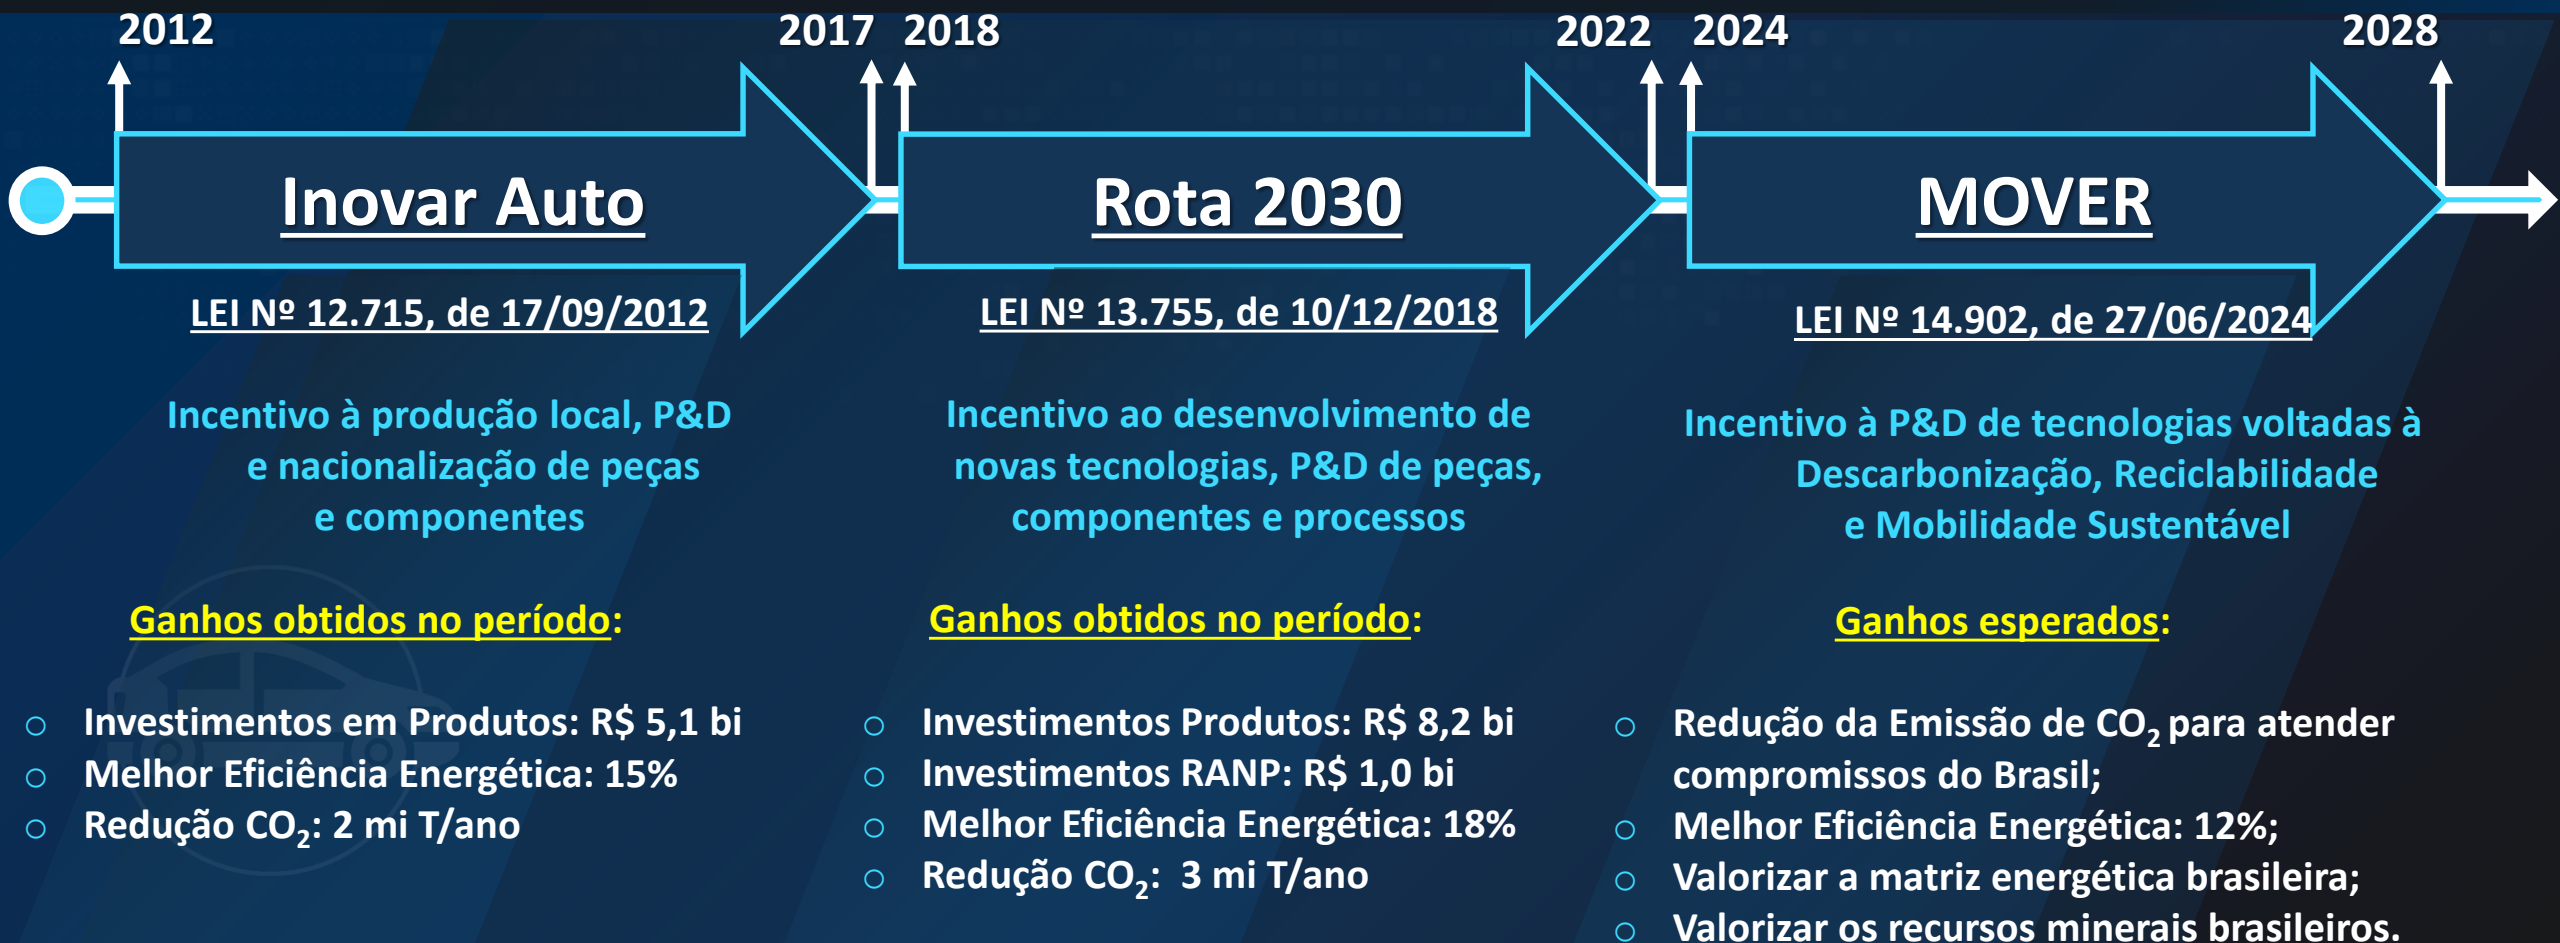 2012
2017
2018
2022
2024
2028
Inovar Auto
Rota 2030
MOVER
LEI Nº 12.715, de 17/09/2012
Incentivo à produção local, P&D
e nacionalização de peças
e componentes
Ganhos obtidos no período:
Investimentos em Produtos: R$ 5,1 bi
Melhor Eficiência Energética: 15%
Redução CO₂: 2 mi T/ano
LEI Nº 13.755, de 10/12/2018
Incentivo ao desenvolvimento de
novas tecnologias, P&D de peças,
componentes e processos
Ganhos obtidos no período:
Investimentos Produtos: R$ 8,2 bi
Investimentos RANP: R$ 1,0 bi
Melhor Eficiência Energética: 18%
Redução CO₂: 3 mi T/ano
LEI Nº 14.902, de 27/06/2024
Incentivo à P&D de tecnologias voltadas à
Descarbonização, Reciclabilidade
e Mobilidade Sustentável
Ganhos esperados:
Redução da Emissão de CO₂ para atender
compromissos do Brasil;
Melhor Eficiência Energética: 12%;
Valorizar a matriz energética brasileira;
Valorizar os recursos minerais brasileiros.